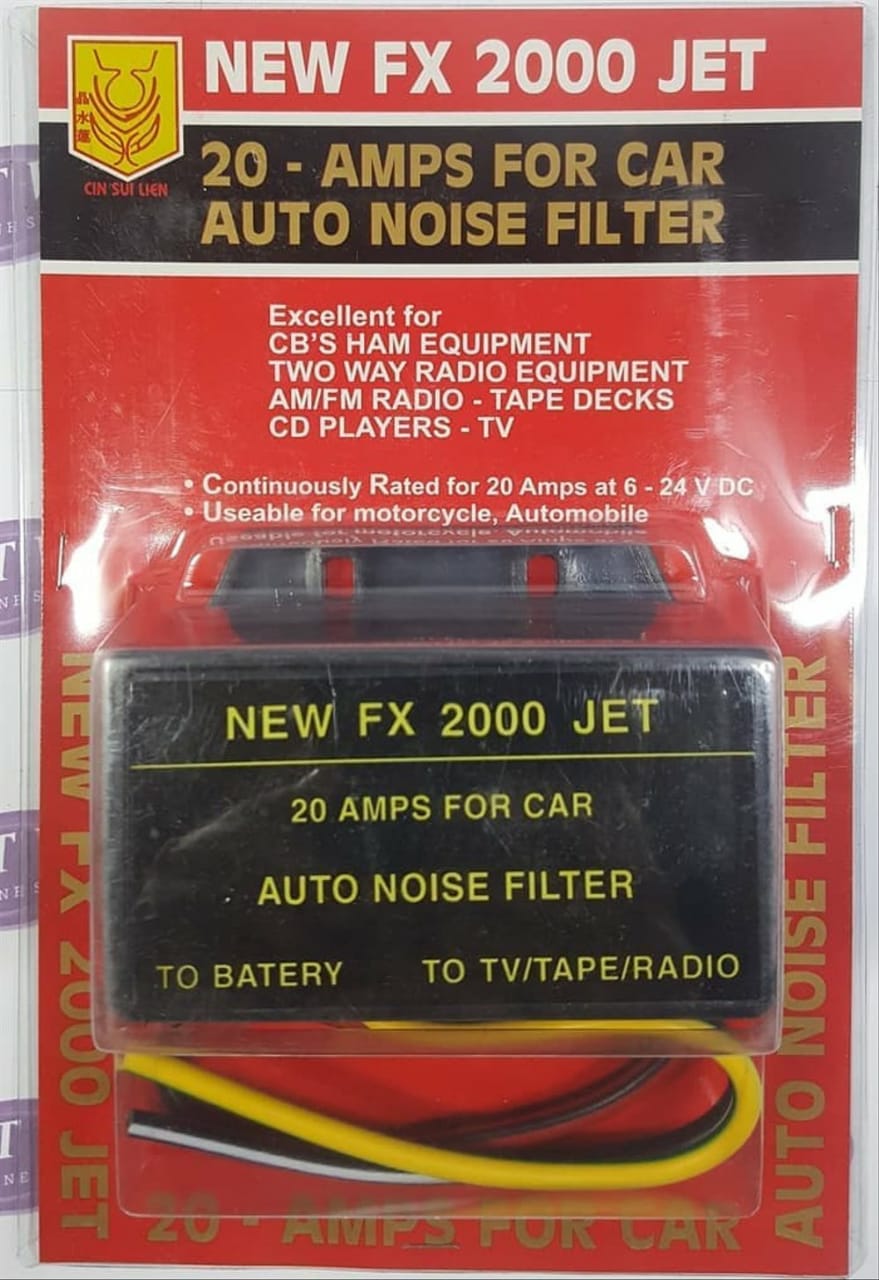 NEW FX 2000 JET
晶水蓮
CIN SUI LIEN
20 - AMPS FOR CAR
AUTO NOISE FILTER
Excellent for
CB'S HAM EQUIPMENT
TWO WAY RADIO EQUIPMENT
AM/FM RADIO - TAPE DECKS
CD PLAYERS - TV
• Continuously Rated for 20 Amps at 6 - 24 V DC
• Useable for motorcycle, Automobile
NEW FX 2000 JET
20 AMPS FOR CAR
AUTO NOISE FILTER
TO BATERY TO TV/TAPE/RADIO
NEW FX 2000 JET
20 - AMPS FOR CAR
AUTO NOISE FILTER